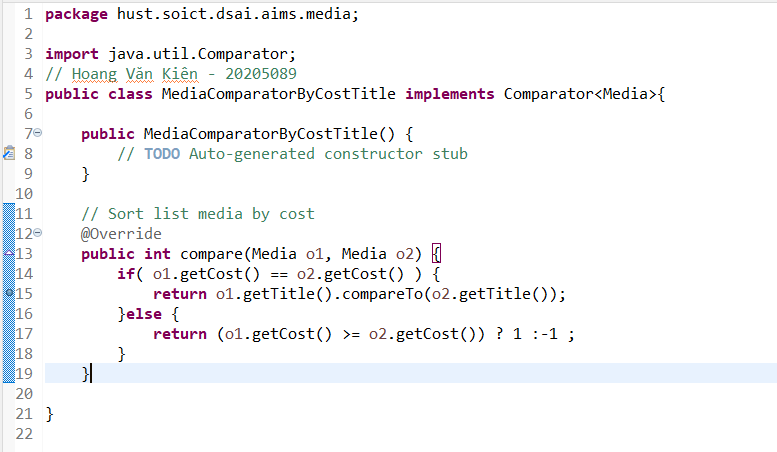 1 package hust.soict.dsai.aims.media;
2
3 import java.util.Comparator;
4 // Hoang Văn Kiên - 20205089
5 public class MediaComparatorByCostTitle implements Comparator<Media>{
6
7     public MediaComparatorByCostTitle() {
8         // TODO Auto-generated constructor stub
9     }
10
11     // Sort list media by cost
12     @Override
13     public int compare(Media o1, Media o2) {
14         if( o1.getCost() == o2.getCost() ) {
15             return o1.getTitle().compareTo(o2.getTitle());
16         }else {
17             return (o1.getCost() >= o2.getCost()) ? 1 :-1 ;
18         }
19     }
20
21 }
22